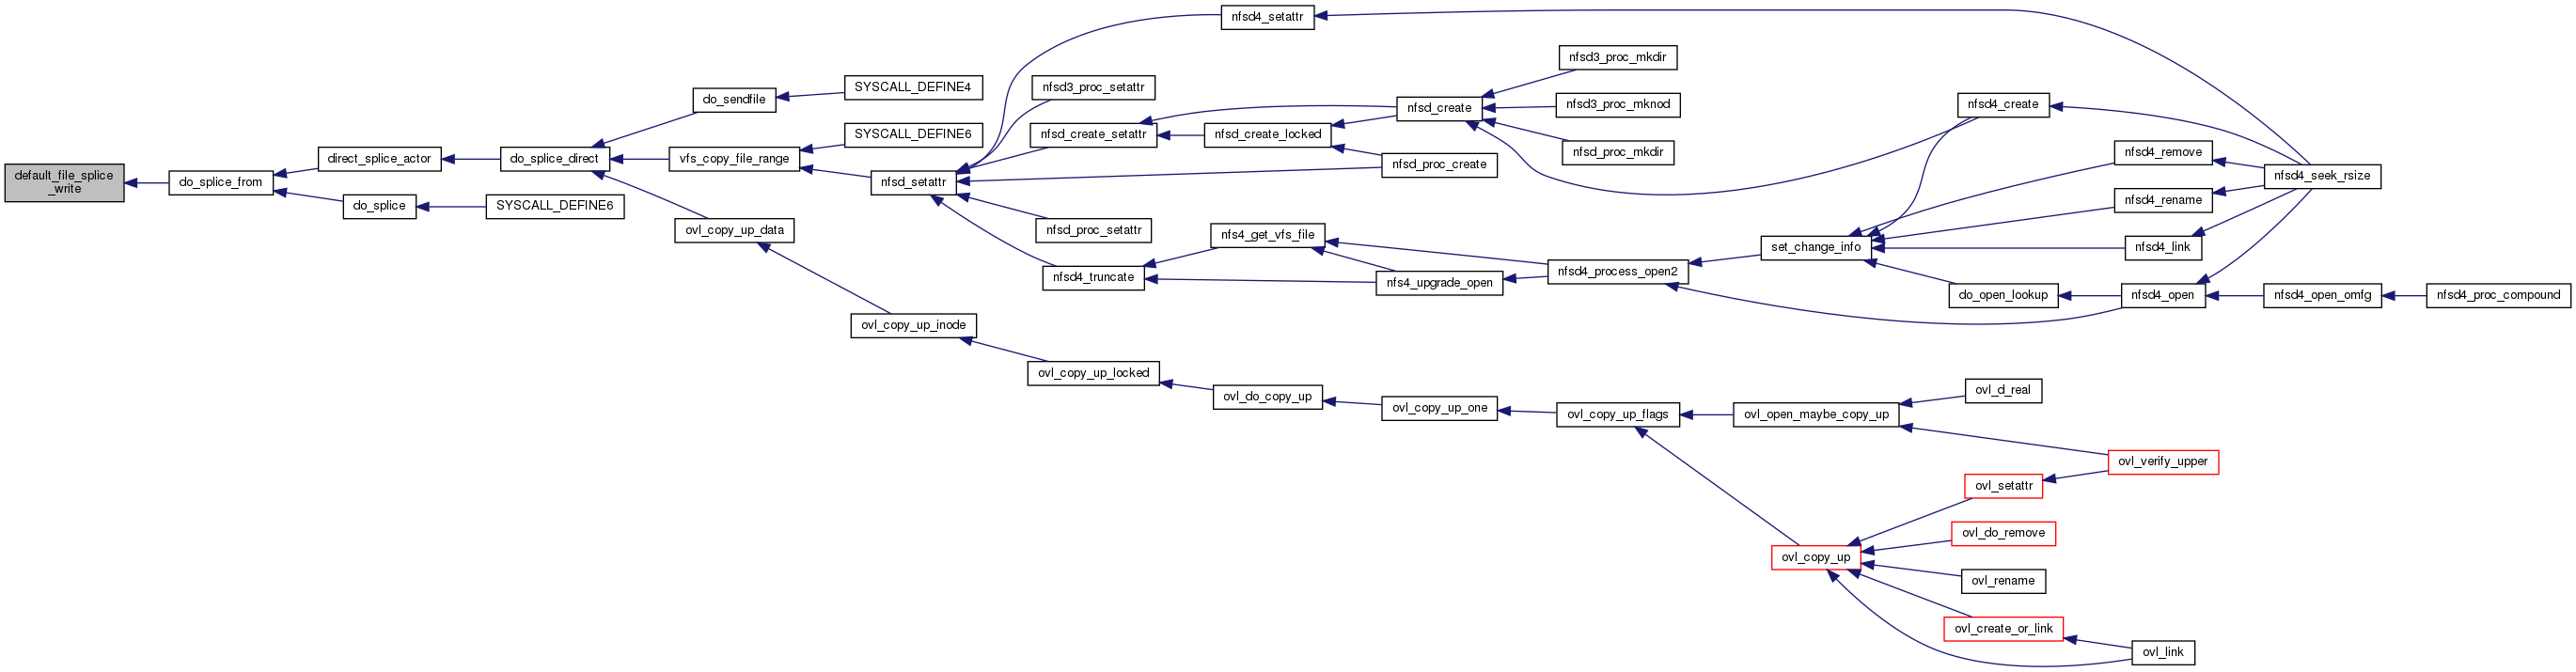 default_file_splice
_write
do_splice_from
direct_splice_actor
do_splice
SYSCALL_DEFINE6
do_splice_direct
do_sendfile
SYSCALL_DEFINE4
vfs_copy_file_range
SYSCALL_DEFINE6
ovl_copy_up_data
nfsd_setattr
nfsd4_setattr
nfsd3_proc_setattr
nfsd_create_setattr
nfsd_create_locked
nfsd_create
nfsd3_proc_mkdir
nfsd3_proc_mknod
nfsd_proc_mkdir
nfsd_proc_create
nfsd_proc_setattr
nfsd4_truncate
nfs4_get_vfs_file
nfs4_upgrade_open
nfsd4_process_open2
set_change_info
nfsd4_create
nfsd4_remove
nfsd4_rename
nfsd4_link
do_open_lookup
nfsd4_open
nfsd4_seek_rsize
nfsd4_open_omfg
nfsd4_proc_compound
ovl_copy_up_inode
ovl_copy_up_locked
ovl_do_copy_up
ovl_copy_up_one
ovl_copy_up_flags
ovl_open_maybe_copy_up
ovl_d_real
ovl_verify_upper
ovl_setattr
ovl_do_remove
ovl_copy_up
ovl_rename
ovl_create_or_link
ovl_link